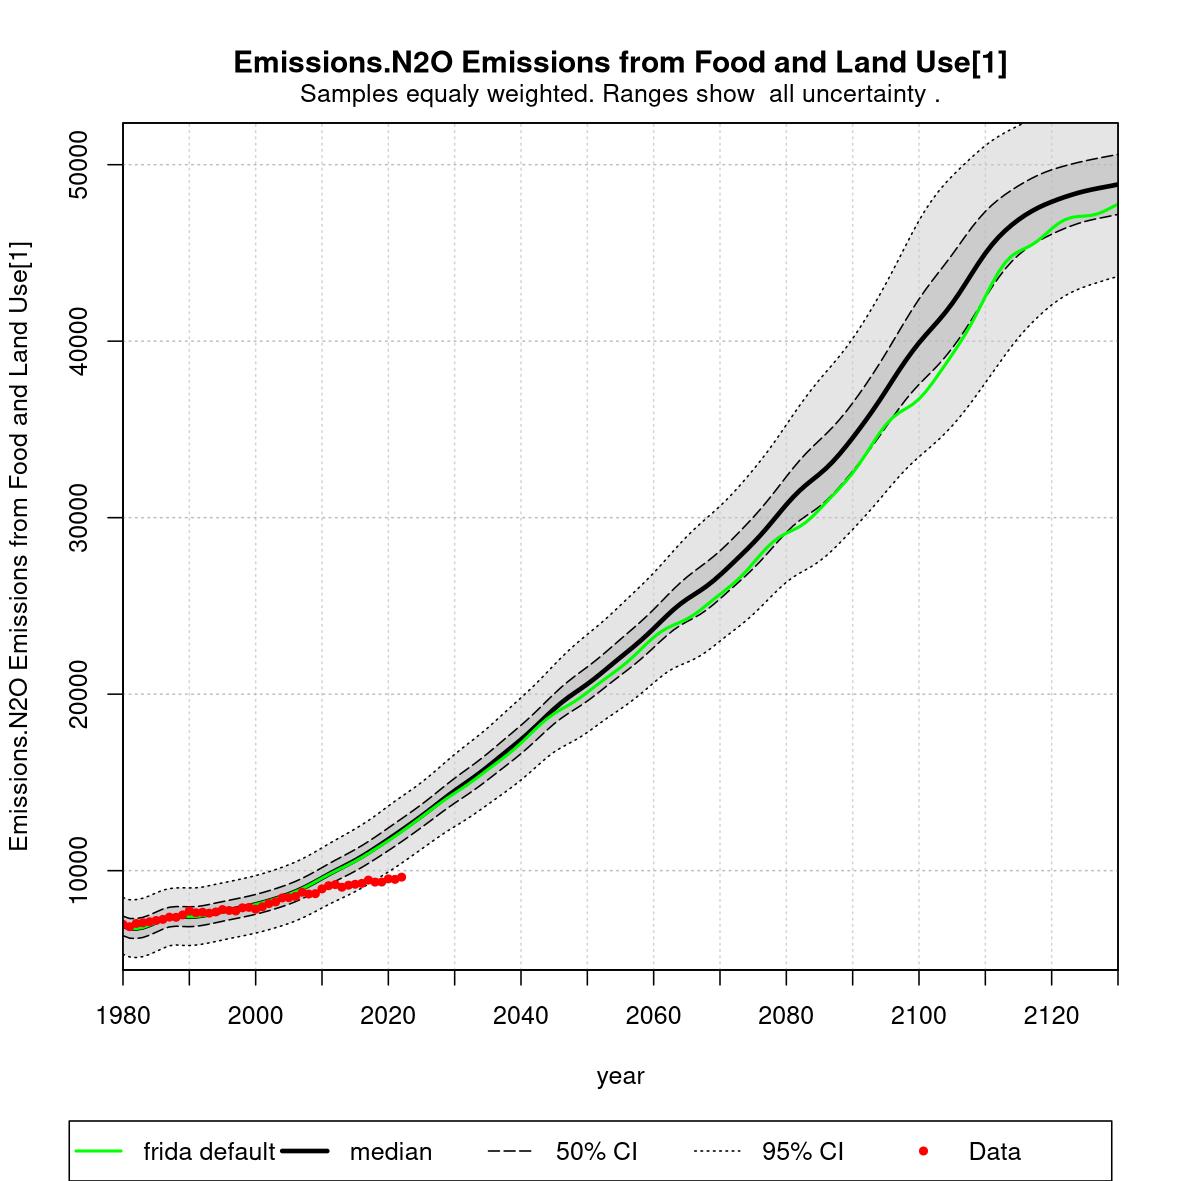 Emissions.N2O Emissions from Food and Land Use[1]
Samples equaly weighted. Ranges show  all uncertainty .
Emissions.N2O Emissions from Food and Land Use[1]
50000
40000
30000
20000
10000
1980 2000 2020 2040 2060 2080 2100 2120
year
frida default median 50% CI 95% CI Data